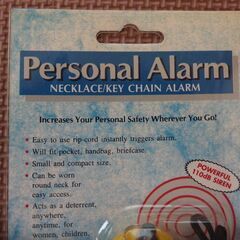 Personal Alarm
NECKLACE/KEY CHAIN ALARM
Increases Your Personal Safety Wherever You Go!
• Easy to use rip-cord instantly triggers alarm.
• Will fit pocket, handbag, briefcase.
• Small and compact size.
• Can be worn
round neck for
easy access.
• Acts as a deterrent,
anywhere,
anytime, for
women, children,
POWERFUL
110dB SIREN